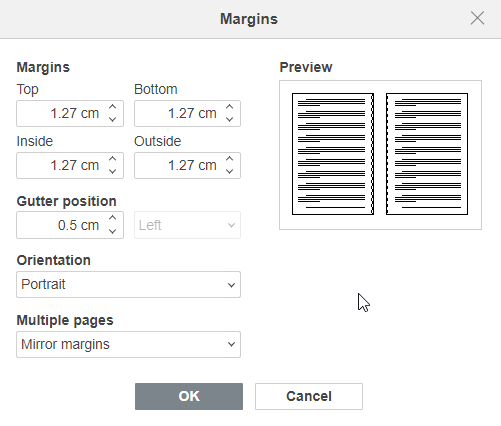 Margins
Margins
Preview
Top
Bottom
1.27 cm
1.27 cm
Inside
Outside
1.27 cm
1.27 cm
Gutter position
0.5 cm
Left
Orientation
Portrait
Multiple pages
Mirror margins
OK
Cancel